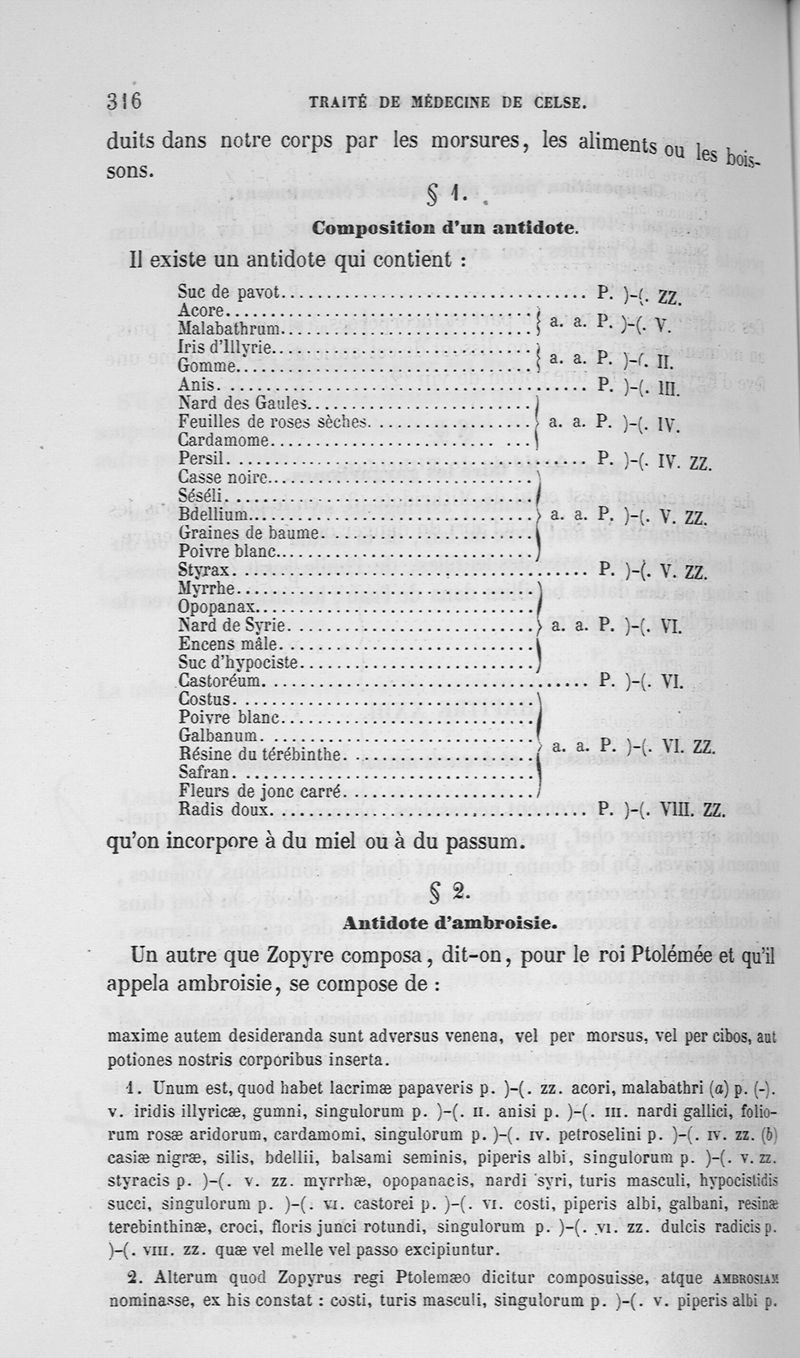 316 TRAITÉ DE MÉDECINE DE CELSE.
duits dans notre corps par les morsures, les aliments ou les bois-
sons.
§ 1.
Composition d'un antidote.
Il existe un antidote qui contient :
Suc de pavot.......... P. )-(. ZZ.
Acore..........
Malabathrum.......... } a. a. P. )-(. V.
Iris d'Illyrie..........
Gomme.......... } a. a. P. )-(. II.
Anis.......... P. )-(. III.
Nard des Gaules..........
Feuilles de roses sèches.......... } a. a. P. )-(. IV.
Cardamome..........
Persil.......... P. )-(. IV. ZZ.
Casse noire..........
Séséli..........
Bdellium.......... } a. a. P. )-(. V. ZZ.
Graines de baume..........
Poivre blanc..........
Styrax.......... P. )-(. V. ZZ.
Myrrhe..........
Opopanax..........
Nard de Syrie.......... } a. a. P. )-(. VI.
Encens mâle..........
Suc d'hypociste..........
Castoréum.......... P. )-(. VI.
Costus..........
Poivre blanc..........
Galbanum..........
Résine du térébinthe.......... } a. a. P. )-(. VI. ZZ.
Safran..........
Fleurs de jonc carré..........
Radis doux.......... P. )-(. VIII. ZZ.
qu'on incorpore à du miel ou à du passum.
§ 2.
Antidote d'ambroisie.
Un autre que Zopyre composa, dit-on, pour le roi Ptolémée et qu'il
appela ambroisie, se compose de :
maxime autem desideranda sunt adversus venena, vel per morsus, vel per cibos, aut
potiones nostris corporibus inserta.
1. Unum est, quod habet lacrimæ papaveris p. )-(. zz. acori, malabathri (a) p. (-).
v. iridis illyricæ, gumni, singulorum p. )-(. II. anisi p. )-(. III. nardi gallici, folio-
rum rosæ aridorum, cardamomi, singulorum p. )-(. IV. petroselini p. )-(. IV. zz. (b)
casiæ nigræ, silis, bdellii, balsami seminis, piperis albi, singulorum p. )-(. v. zz.
styracis p. )-(. v. zz. myrrhæ, opopanacis, nardi syri, turis masculi, hypocistidis
succi, singulorum p. )-(. VI. castorei p. )-(. VI. costi, piperis albi, galbani, resinæ
terebinthinæ, croci, floris junci rotundi, singulorum p. )-(. VI. zz. dulcis radicis p.
)-(. VIII. zz. quæ vel melle vel passo excipiuntur.
2. Alterum quod Zopyrus regi Ptolemæo dicitur composuisse, atque AMBROSIAM
nominasse, ex his constat : costi, turis masculi, singulorum p. )-(. v. piperis albi p.